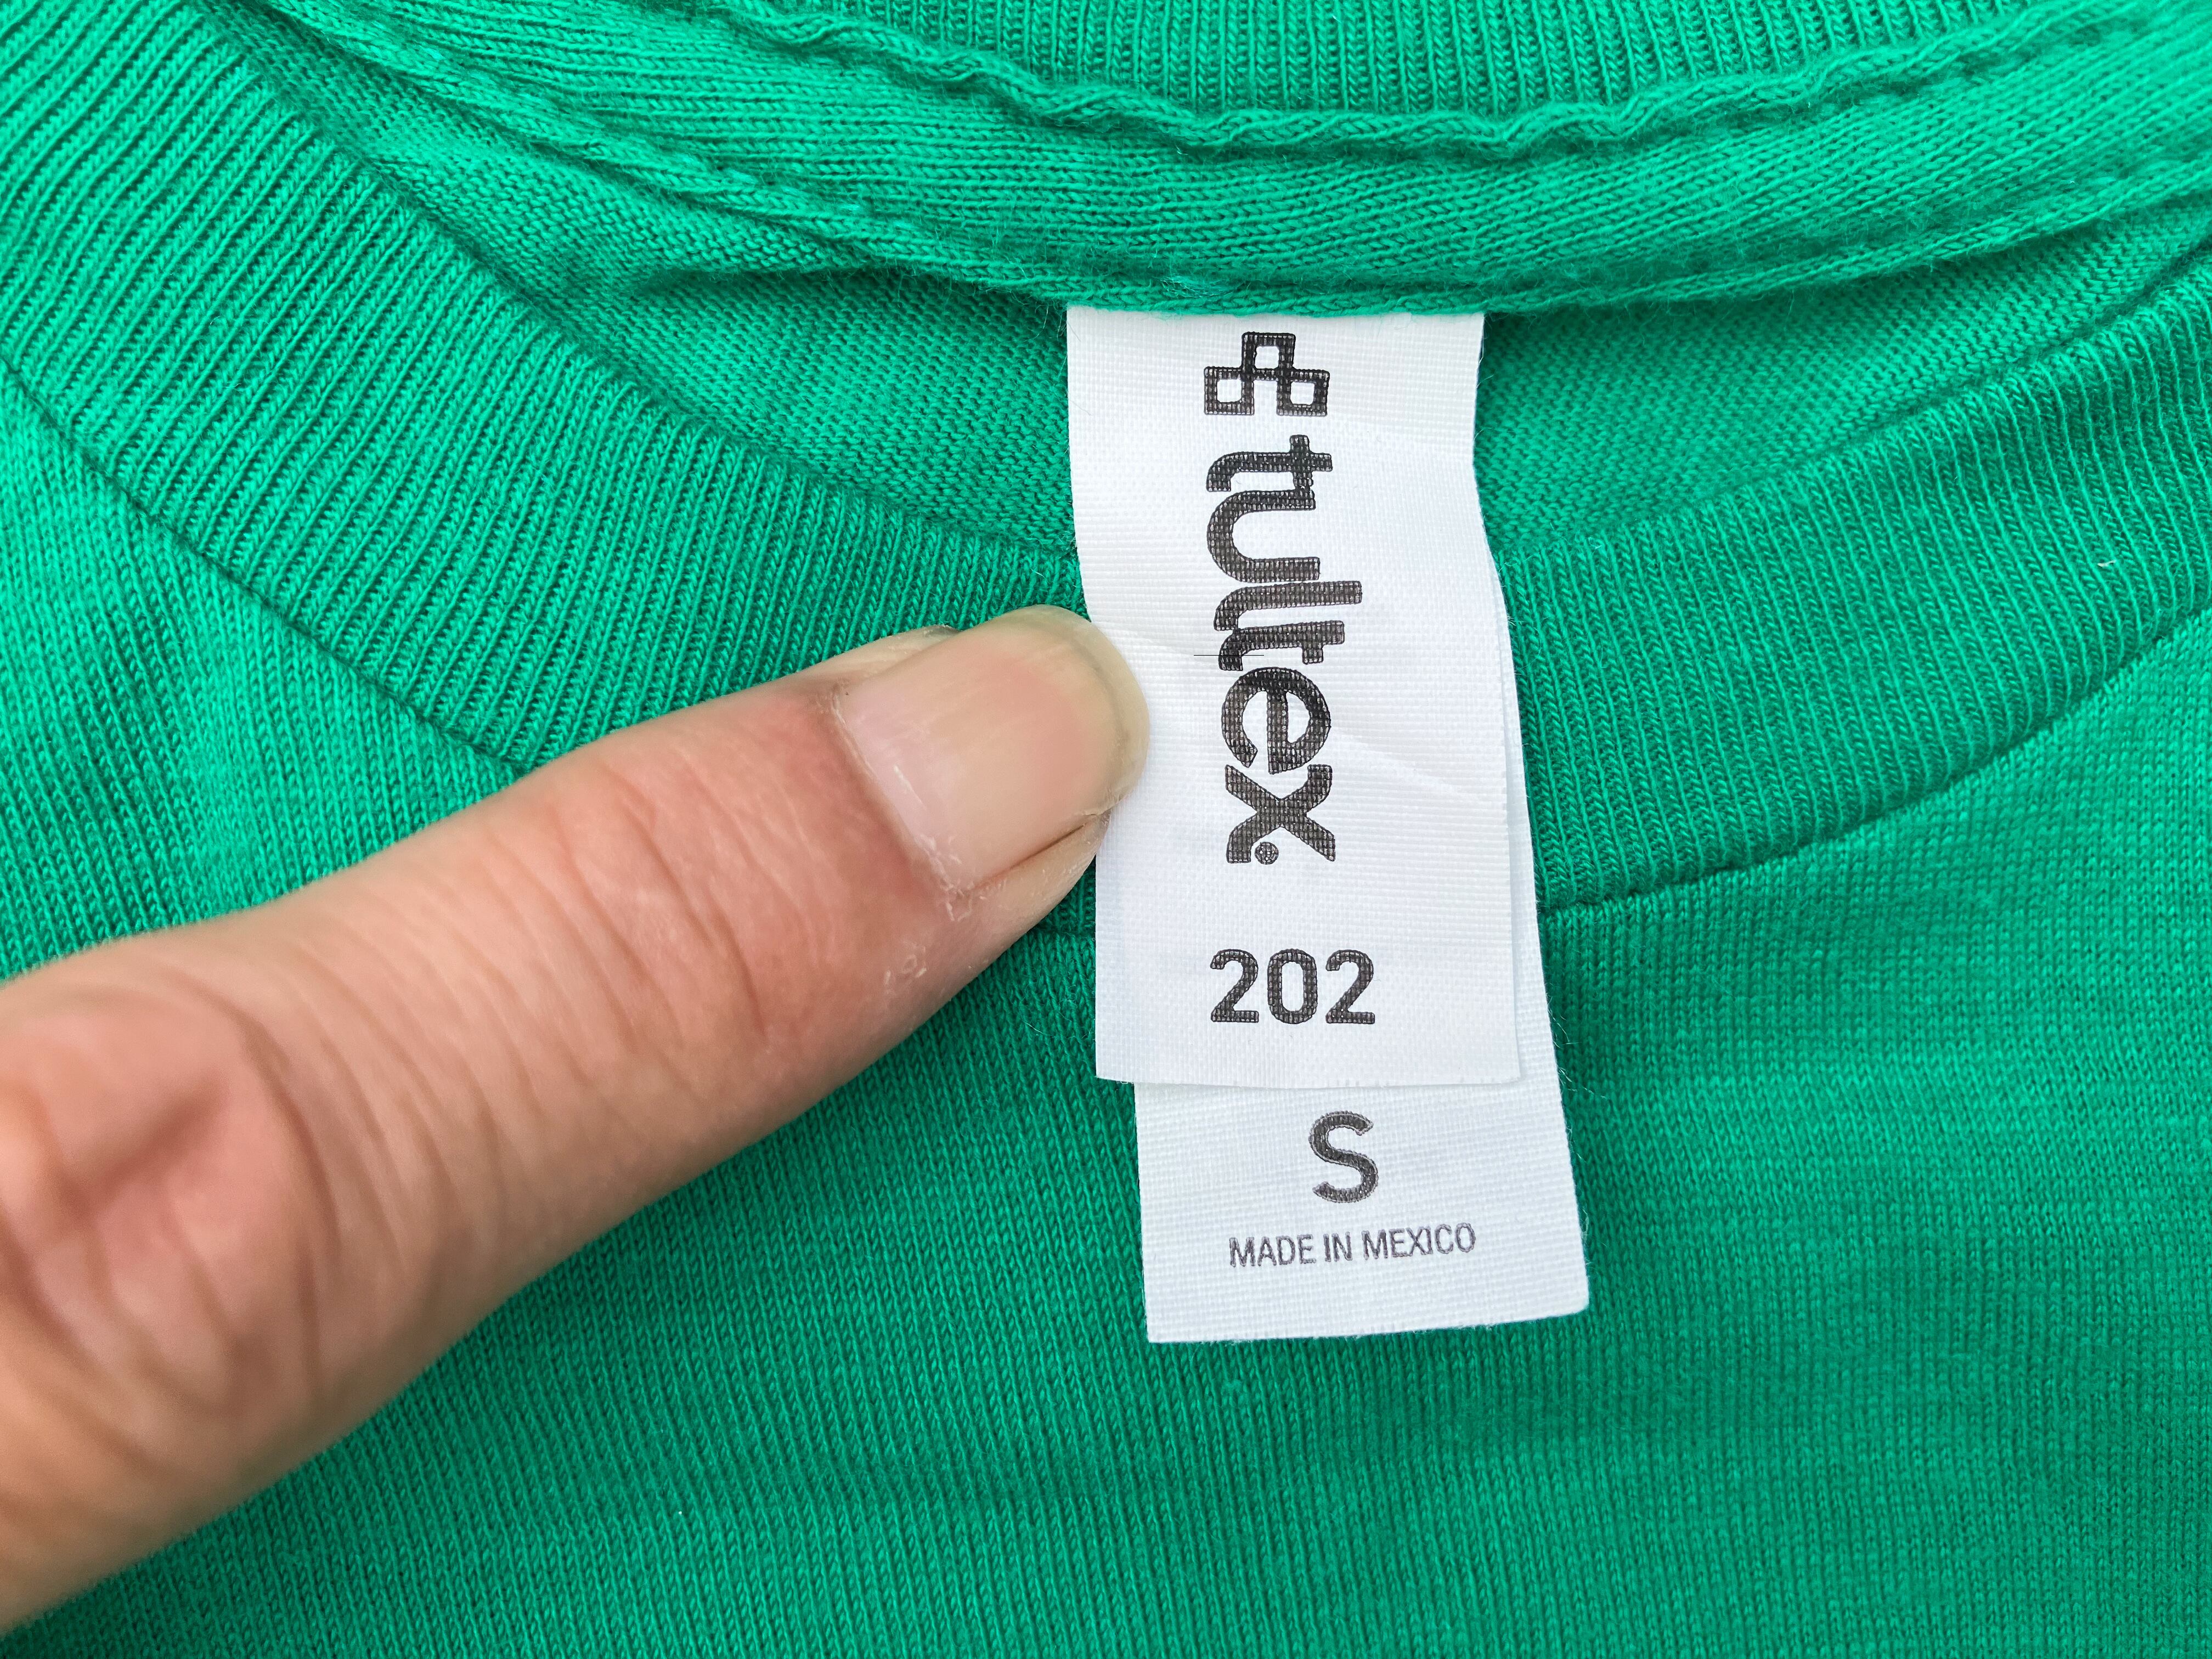 tultex.
202
S
MADE IN MEXICO